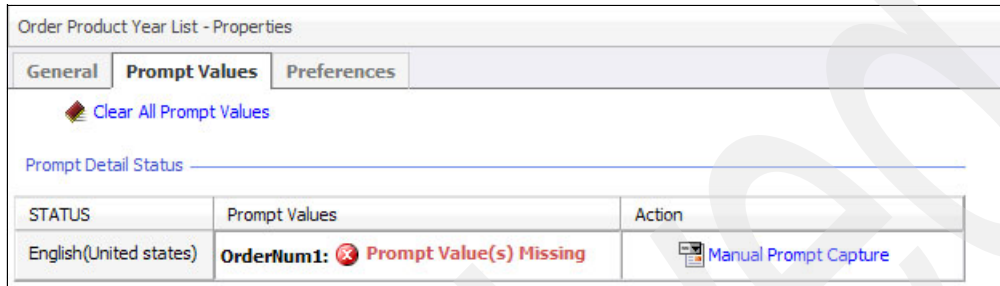 Order Product Year List - Properties
General Prompt Values Preferences
Clear All Prompt Values
Prompt Detail Status
STATUS Prompt Values Action
English(United states) OrderNum1: Prompt Value(s) Missing Manual Prompt Capture